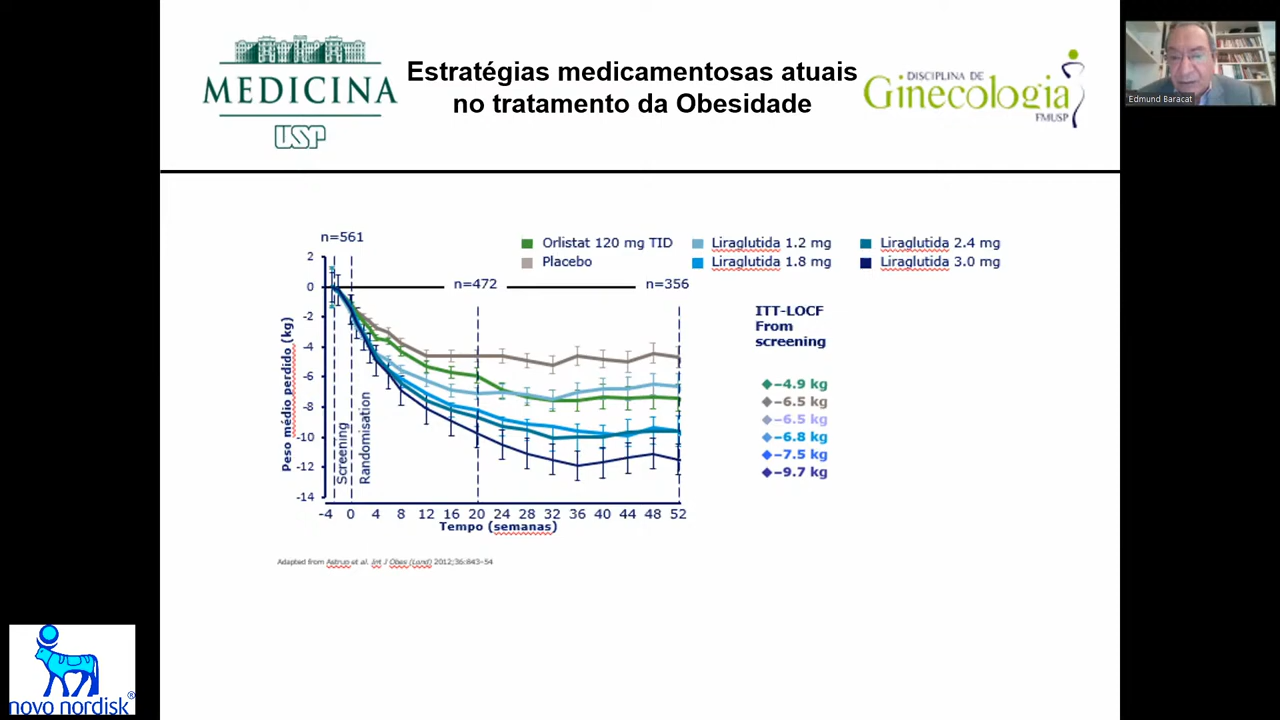 MEDICINA
USP
Estratégias medicamentosas atuais
no tratamento da Obesidade
DISCIPLINA DE
Ginecologia
FMUSP
Edmund Baracat
n=561
Orlistat 120 mg TID
Liraglutida 1.2 mg
Liraglutida 2.4 mg
Placebo
Liraglutida 1.8 mg
Liraglutida 3.0 mg
n=472
n=356
Peso médio perdido (kg)
2
0
-2
-4
-6
-8
-10
-12
-14
Screening
Randomisation
-4 0 4 8 12 16 20 24 28 32 36 40 44 48 52
Tempo (semanas)
ITT-LOCF
From
screening
–4.9 kg
–6.5 kg
–6.5 kg
–6.8 kg
–7.5 kg
–9.7 kg
Adapted from Astrup et al. Int J Obes (Lond) 2012;36:843–54
novo nordisk®